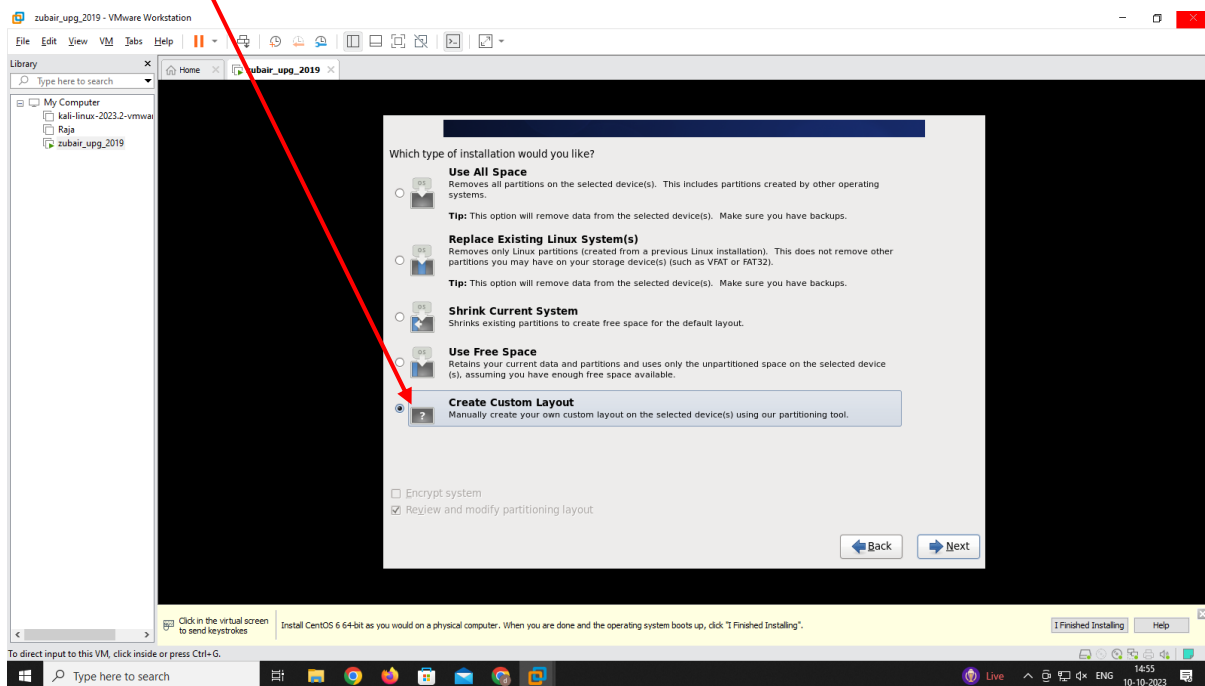 zubair_upg_2019 - VMware Workstation
File Edit View VM Tabs Help
Library
Type here to search
My Computer
kali-linux-2023.2-vmwar
Raja
zubair_upg_2019
Home
zubair_upg_2019
Which type of installation would you like?
OS
Use All Space
Removes all partitions on the selected device(s). This includes partitions created by other operating
systems.
Tip: This option will remove data from the selected device(s). Make sure you have backups.
OS
Replace Existing Linux System(s)
Removes only Linux partitions (created from a previous Linux installation). This does not remove other
partitions you may have on your storage device(s) (such as VFAT or FAT32).
Tip: This option will remove data from the selected device(s). Make sure you have backups.
OS
Shrink Current System
Shrinks existing partitions to create free space for the default layout.
OS
Use Free Space
Retains your current data and partitions and uses only the unpartitioned space on the selected device
(s), assuming you have enough free space available.
?
Create Custom Layout
Manually create your own custom layout on the selected device(s) using our partitioning tool.
Encrypt system
Review and modify partitioning layout
Back
Next
Click in the virtual screen
to send keystrokes
Install CentOS 6 64-bit as you would on a physical computer. When you are done and the operating system boots up, click "I Finished Installing".
I Finished Installing
Help
To direct input to this VM, click inside or press Ctrl+G.
Type here to search
Live
ENG
14:55
10-10-2023